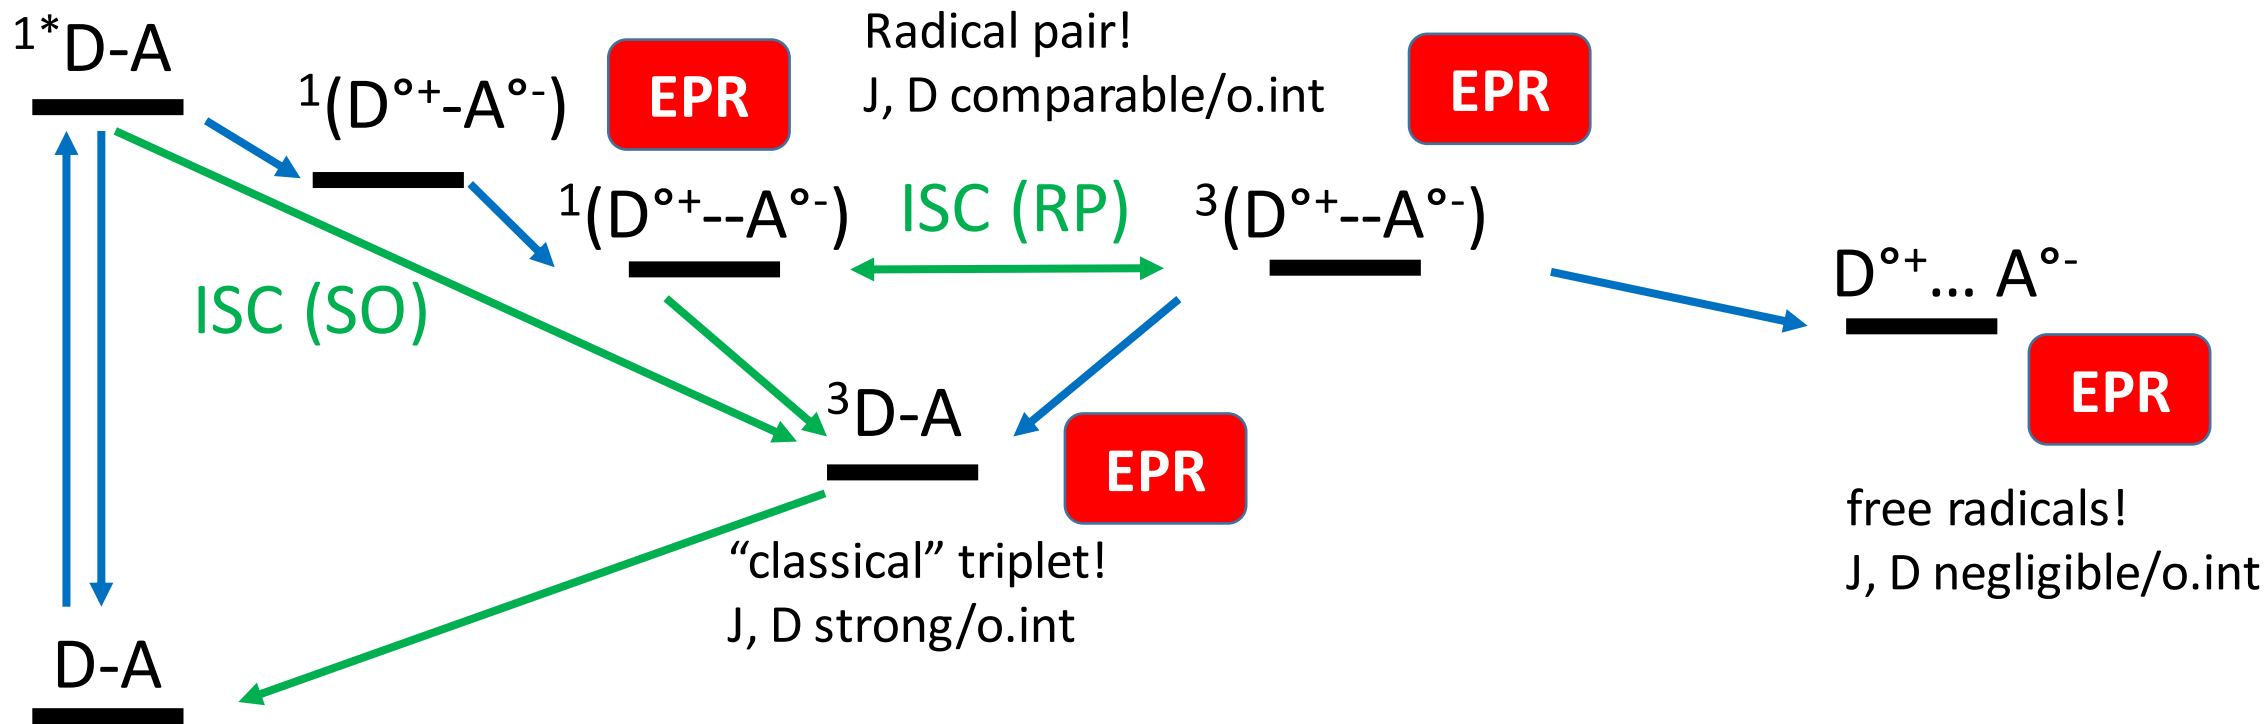 ¹*D-A
¹(D°⁺-A°⁻)
EPR
Radical pair!
J, D comparable/o.int
EPR
¹(D°⁺--A°⁻)
ISC (RP)
³(D°⁺--A°⁻)
D°⁺... A°⁻
ISC (SO)
EPR
³D-A
EPR
free radicals!
J, D negligible/o.int
“classical” triplet!
J, D strong/o.int
D-A